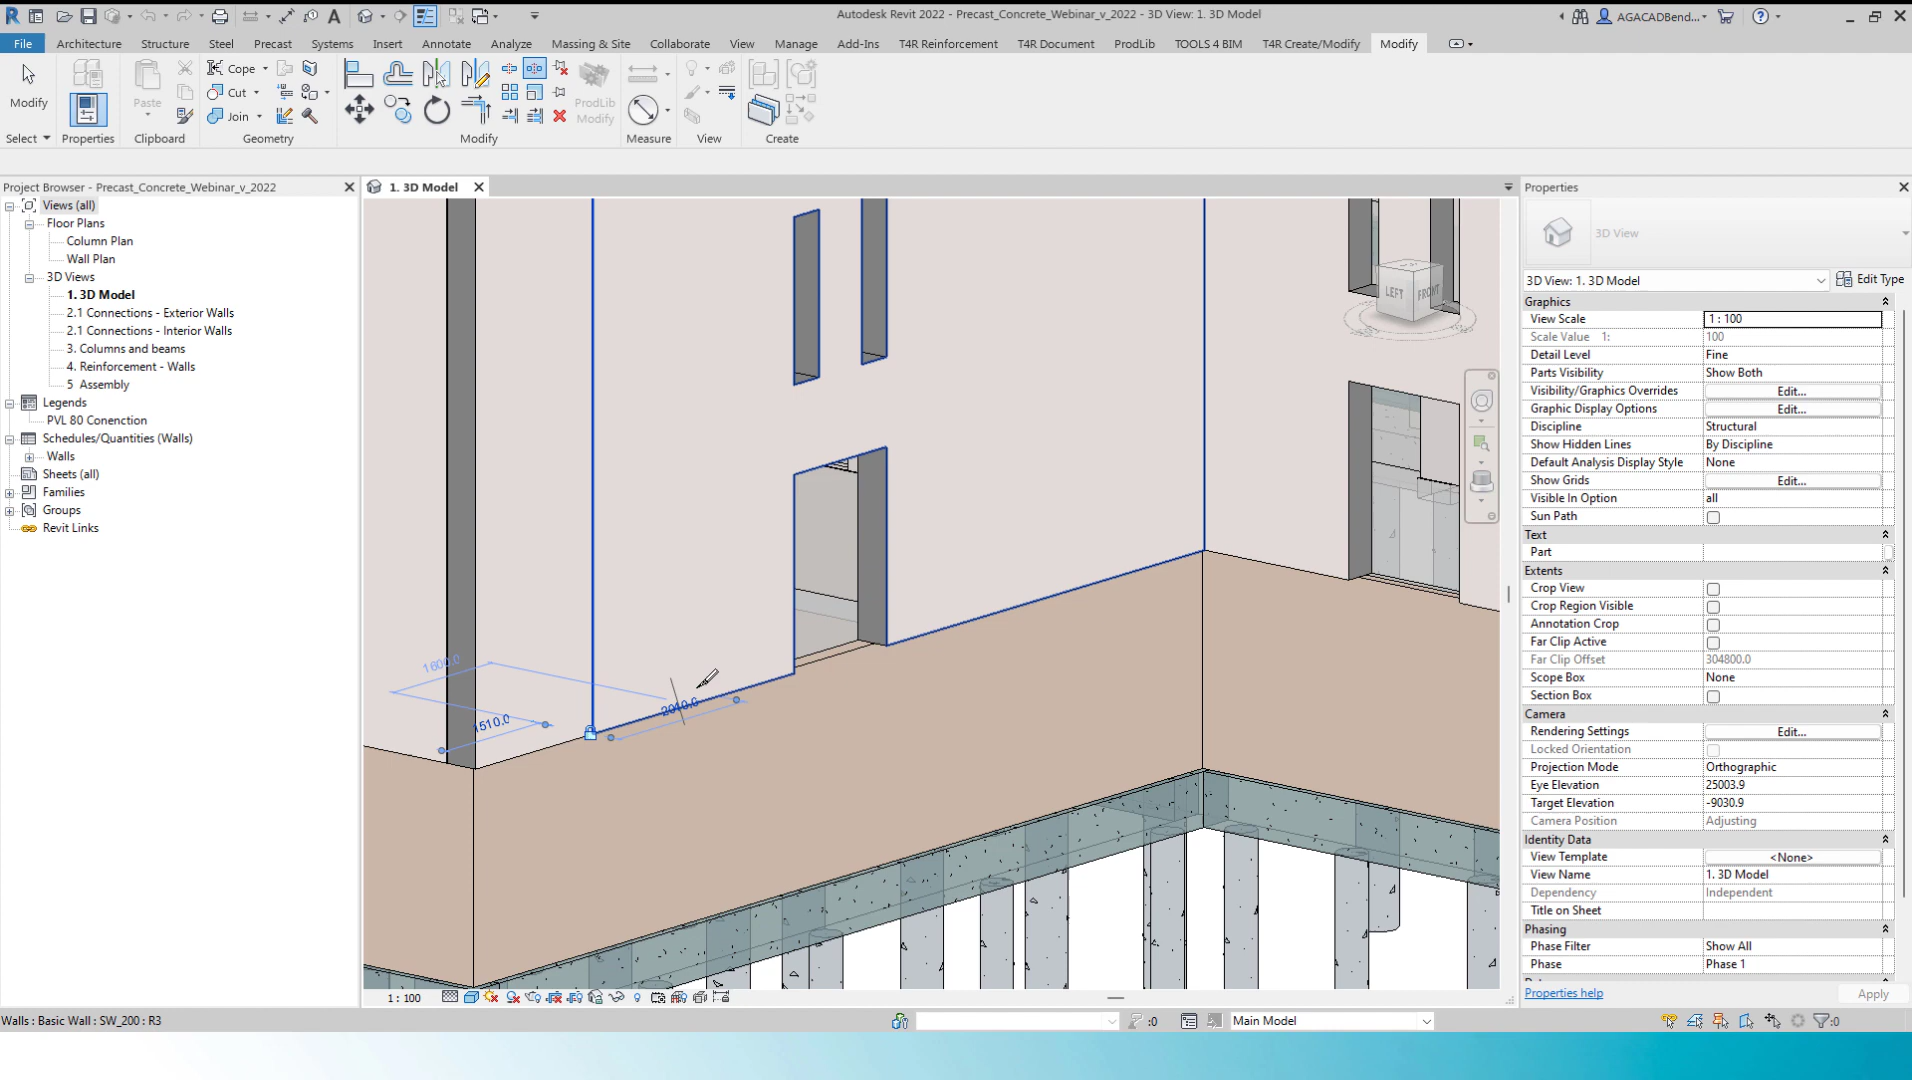 Autodesk Revit 2022 - Precast_Concrete_Webinar_v_2022 - 3D View: 1. 3D Model
AGACADBend...
File Architecture Structure Steel Precast Systems Insert Annotate Analyze Massing & Site Collaborate View Manage Add-Ins T4R Reinforcement T4R Document ProdLib TOOLS 4 BIM T4R Create/Modify Modify
Modify
Paste
Cope
Cut
Join
ProdLib
Modify
Select Properties Clipboard Geometry Modify Measure View Create
Project Browser - Precast_Concrete_Webinar_v_2022
Views (all)
Floor Plans
Column Plan
Wall Plan
3D Views
1. 3D Model
2.1 Connections - Exterior Walls
2.1 Connections - Interior Walls
3. Columns and beams
4. Reinforcement - Walls
5 Assembly
Legends
PVL 80 Conenction
Schedules/Quantities (Walls)
Walls
Sheets (all)
Families
Groups
Revit Links
1. 3D Model
LEFT
FRONT
1600.0
1510.0
2010.0
1 : 100
Properties
3D View
3D View: 1. 3D Model
Edit Type
Graphics
View Scale 1 : 100
Scale Value 1: 100
Detail Level Fine
Parts Visibility Show Both
Visibility/Graphics Overrides Edit...
Graphic Display Options Edit...
Discipline Structural
Show Hidden Lines By Discipline
Default Analysis Display Style None
Show Grids Edit...
Visible In Option all
Sun Path
Text
Part
Extents
Crop View
Crop Region Visible
Annotation Crop
Far Clip Active
Far Clip Offset 304800.0
Scope Box None
Section Box
Camera
Rendering Settings Edit...
Locked Orientation
Projection Mode Orthographic
Eye Elevation 25003.9
Target Elevation -9030.9
Camera Position Adjusting
Identity Data
View Template <None>
View Name 1. 3D Model
Dependency Independent
Title on Sheet
Phasing
Phase Filter Show All
Phase Phase 1
Properties help
Apply
Walls : Basic Wall : SW_200 : R3
:0
Main Model
:0